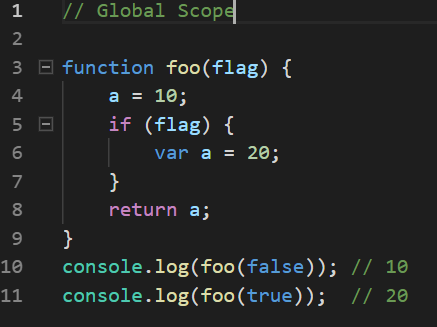 1 // Global Scope
2
3 function foo(flag) {
4     a = 10;
5     if (flag) {
6         var a = 20;
7     }
8     return a;
9 }
10 console.log(foo(false)); // 10
11 console.log(foo(true));  // 20